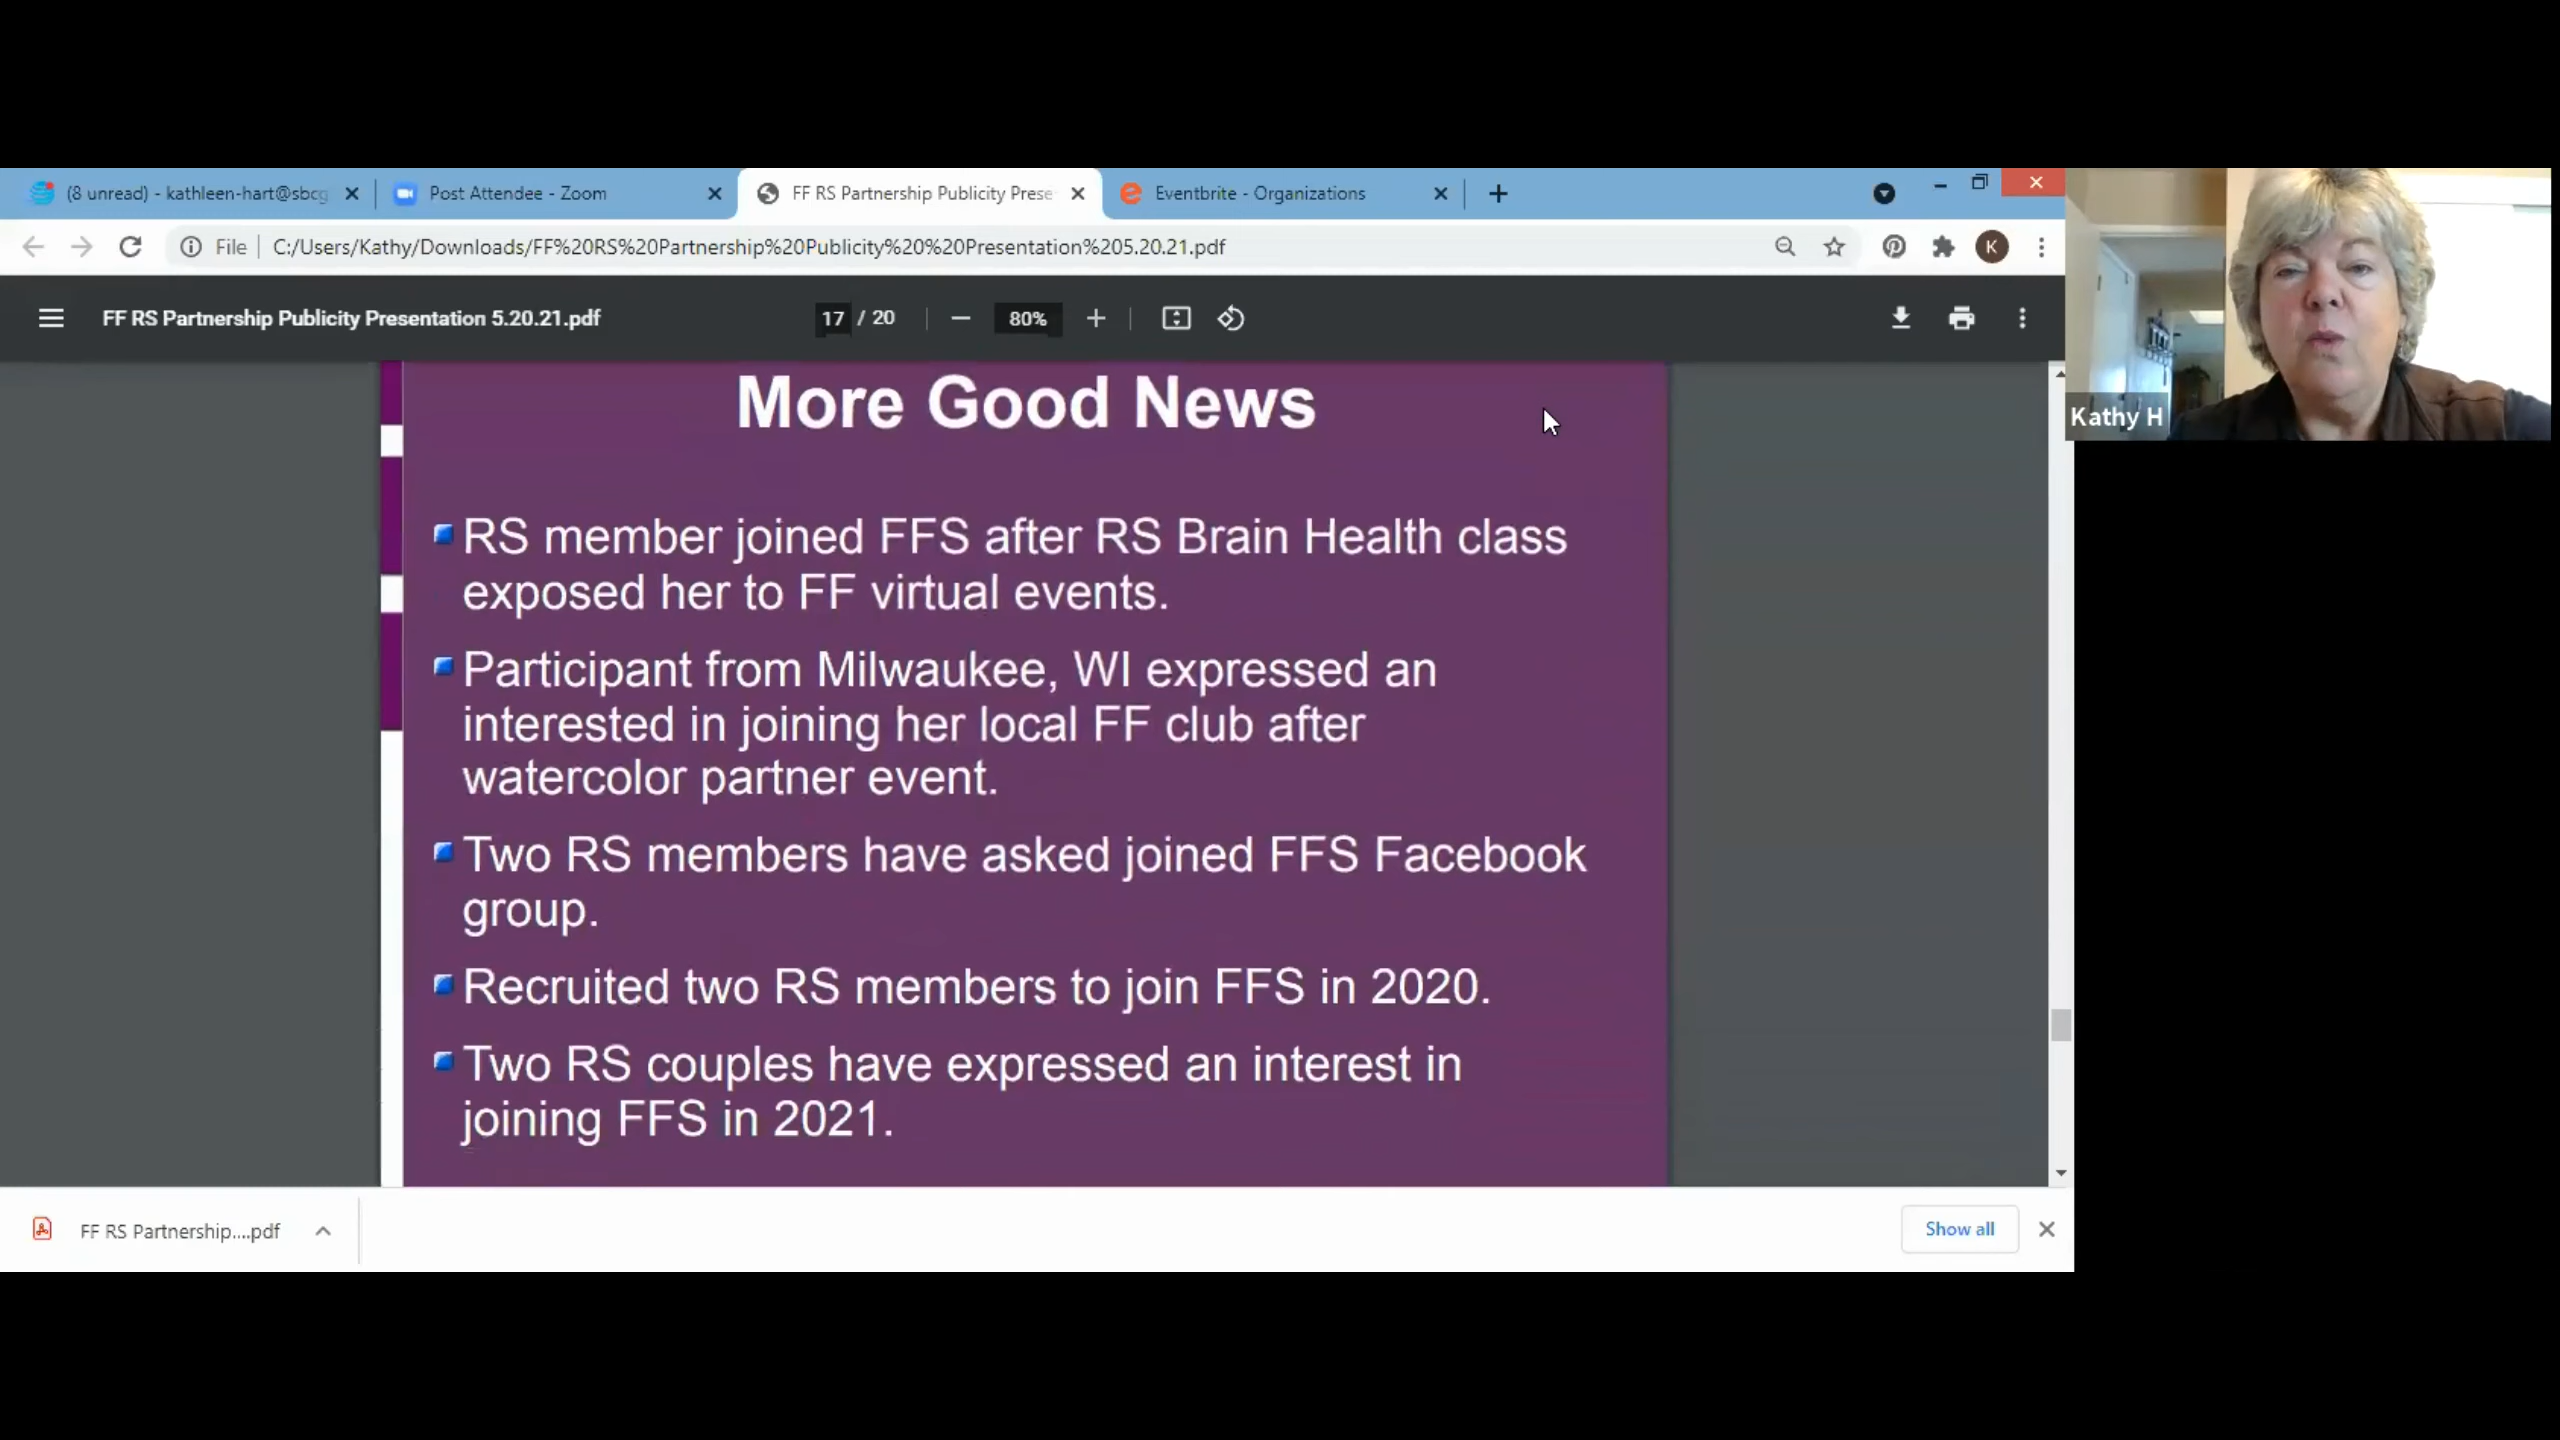 (8 unread) - kathleen-hart@sbcg
Post Attendee - Zoom
FF RS Partnership Publicity Prese
Eventbrite - Organizations
File
C:/Users/Kathy/Downloads/FF%20RS%20Partnership%20Publicity%20%20Presentation%205.20.21.pdf
K
FF RS Partnership Publicity Presentation 5.20.21.pdf
17 / 20
80%
Kathy H
More Good News
RS member joined FFS after RS Brain Health class
exposed her to FF virtual events.
Participant from Milwaukee, WI expressed an
interested in joining her local FF club after
watercolor partner event.
Two RS members have asked joined FFS Facebook
group.
Recruited two RS members to join FFS in 2020.
Two RS couples have expressed an interest in
joining FFS in 2021.
FF RS Partnership....pdf
Show all